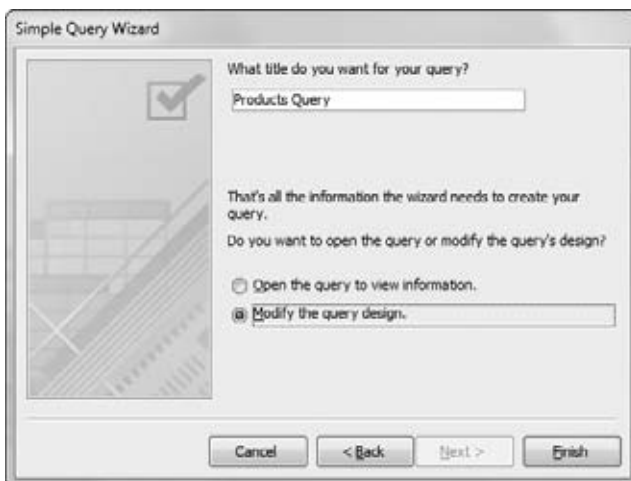 Simple Query Wizard
What title do you want for your query?
Products Query
That's all the information the wizard needs to create your
query.
Do you want to open the query or modify the query's design?
Open the query to view information.
Modify the query design.
Cancel
< Back
Next >
Finish